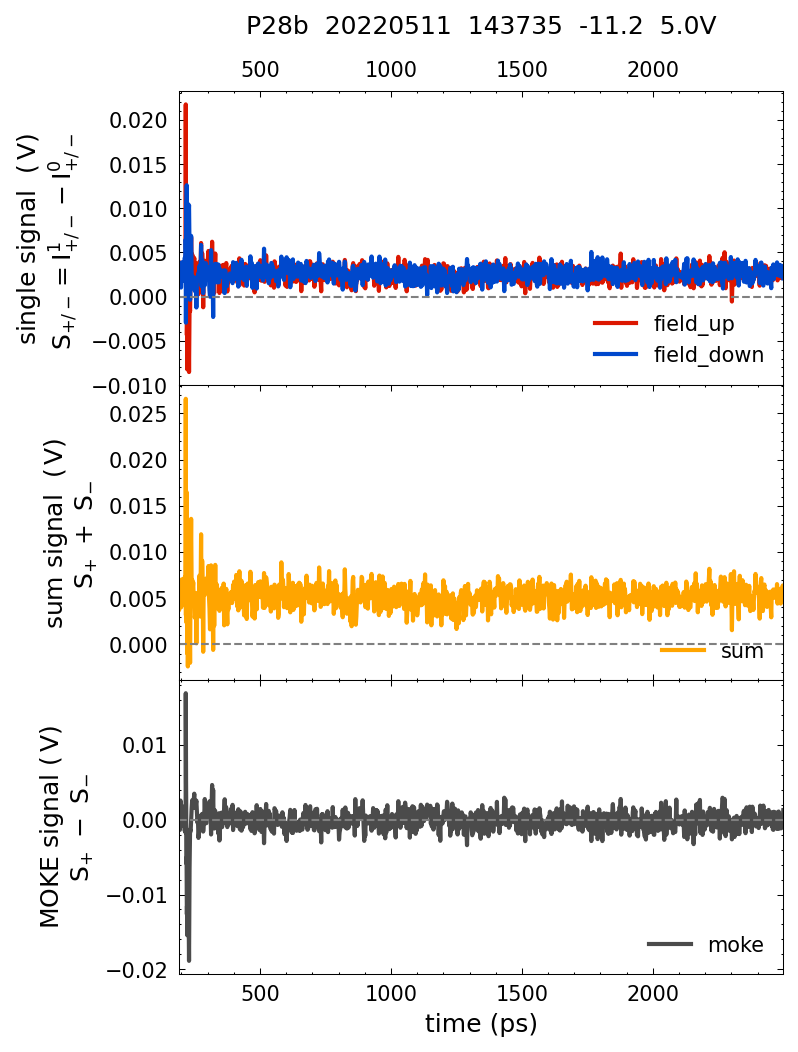 P28b 20220511 143735 -11.2 5.0V
500 1000 1500 2000
single signal (V)
S+/− = I¹+/− − I⁰+/−
0.020
0.015
0.010
0.005
0.000
−0.005
−0.010
field_up
field_down
sum signal (V)
S₊ + S₋
0.025
0.020
0.015
0.010
0.005
0.000
sum
MOKE signal (V)
S₊ − S₋
0.01
0.00
−0.01
−0.02
moke
500 1000 1500 2000
time (ps)